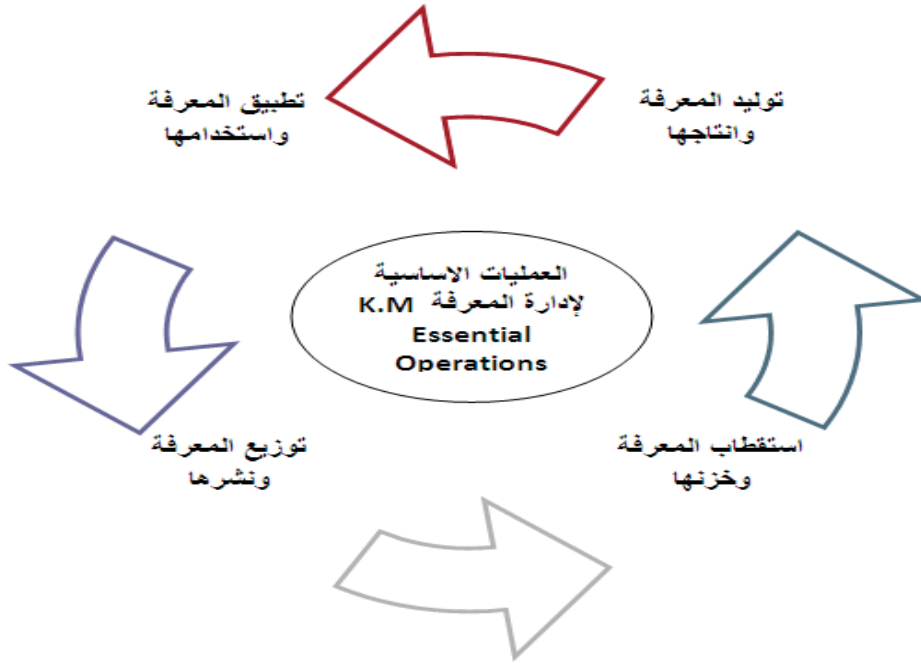 توليد المعرفة
وانتاجها
تطبيق المعرفة
واستخدامها
العمليات الاساسية
لإدارة المعرفة K.M
Essential
Operations
استقطاب المعرفة
وخزنها
توزيع المعرفة
ونشرها